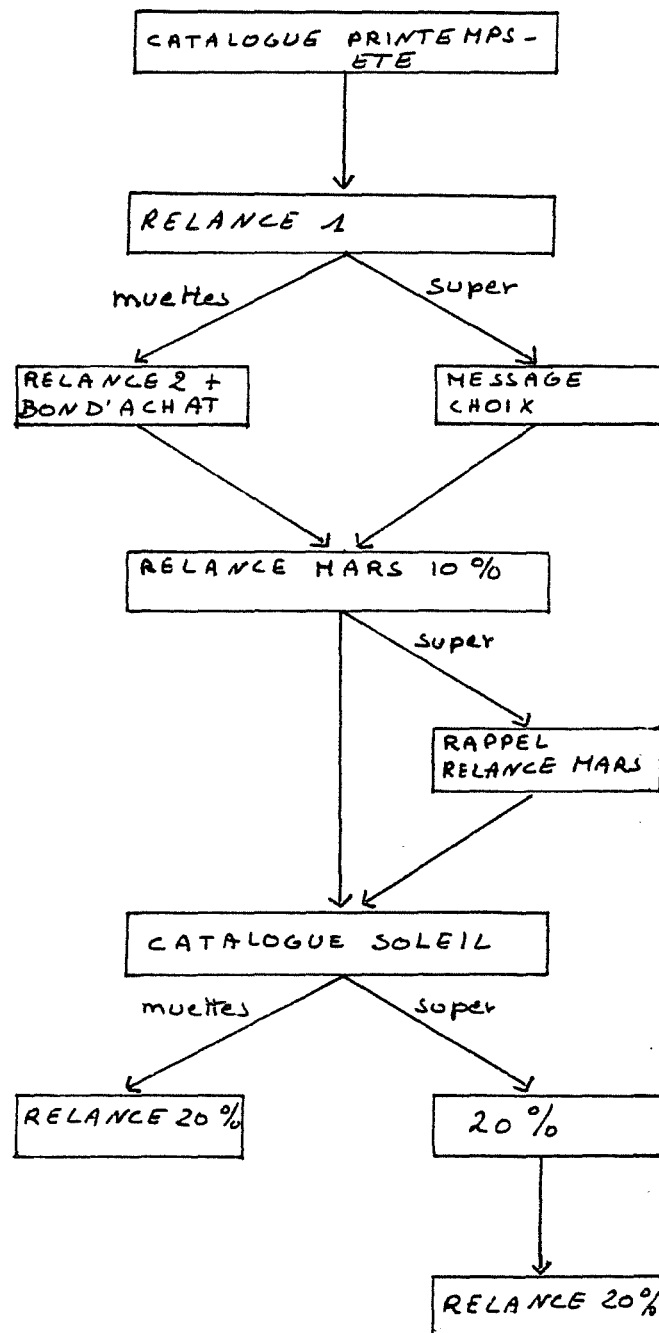 CATALOGUE PRINTEMPS-
ETE
RELANCE 1
muettes
super
RELANCE 2 +
BON D'ACHAT
MESSAGE
CHOIX
RELANCE MARS 10%
super
RAPPEL
RELANCE MARS
CATALOGUE SOLEIL
muettes
super
RELANCE 20%
20%
RELANCE 20%